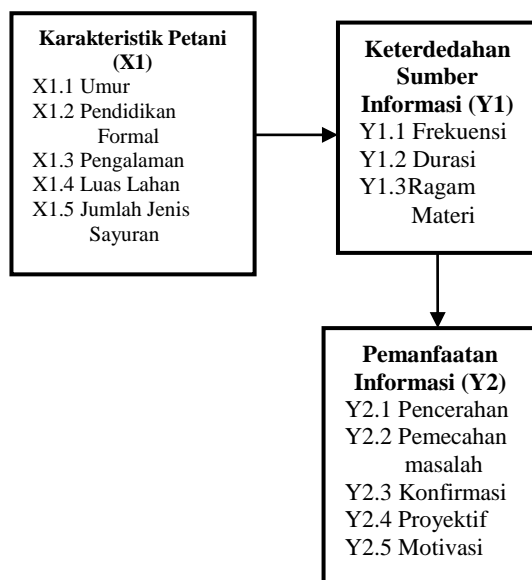 Karakteristik Petani
(X1)
X1.1 Umur
X1.2 Pendidikan
Formal
X1.3 Pengalaman
X1.4 Luas Lahan
X1.5 Jumlah Jenis
Sayuran
Keterdedahan
Sumber
Informasi (Y1)
Y1.1 Frekuensi
Y1.2 Durasi
Y1.3Ragam
Materi
Pemanfaatan
Informasi (Y2)
Y2.1 Pencerahan
Y2.2 Pemecahan
masalah
Y2.3 Konfirmasi
Y2.4 Proyektif
Y2.5 Motivasi